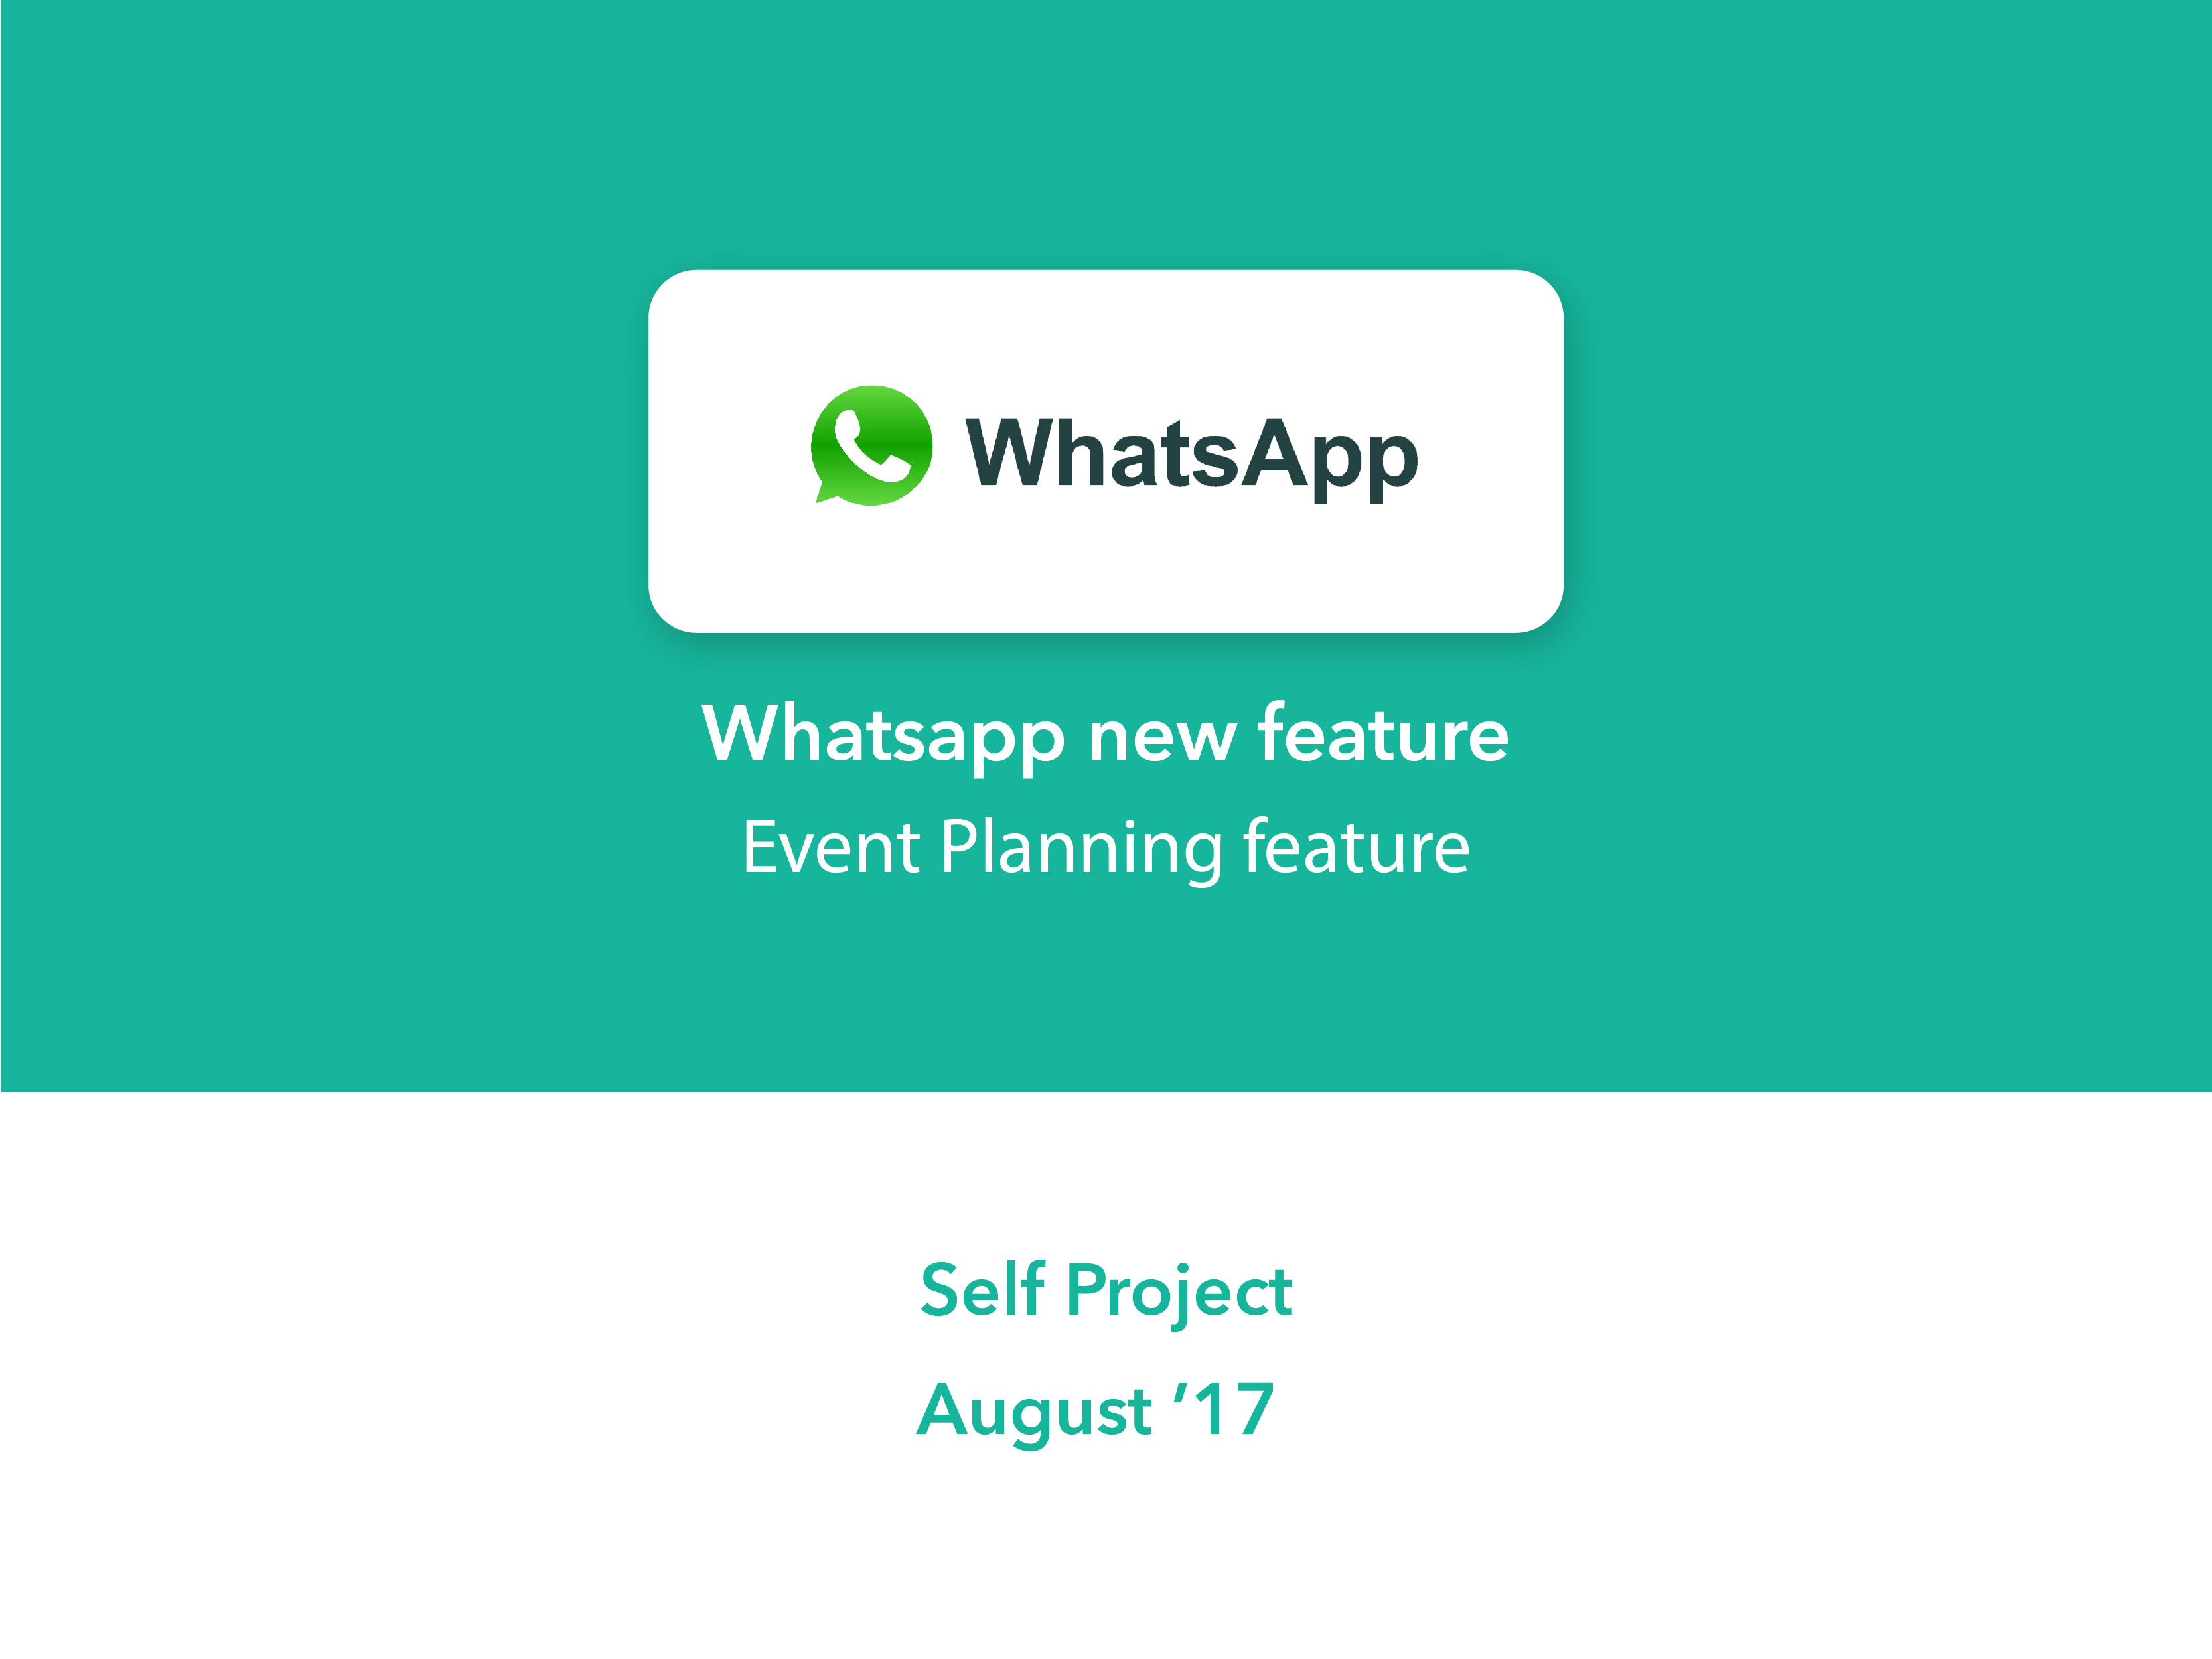 WhatsApp
Whatsapp new feature
Event Planning feature
Self Project
August ‘17